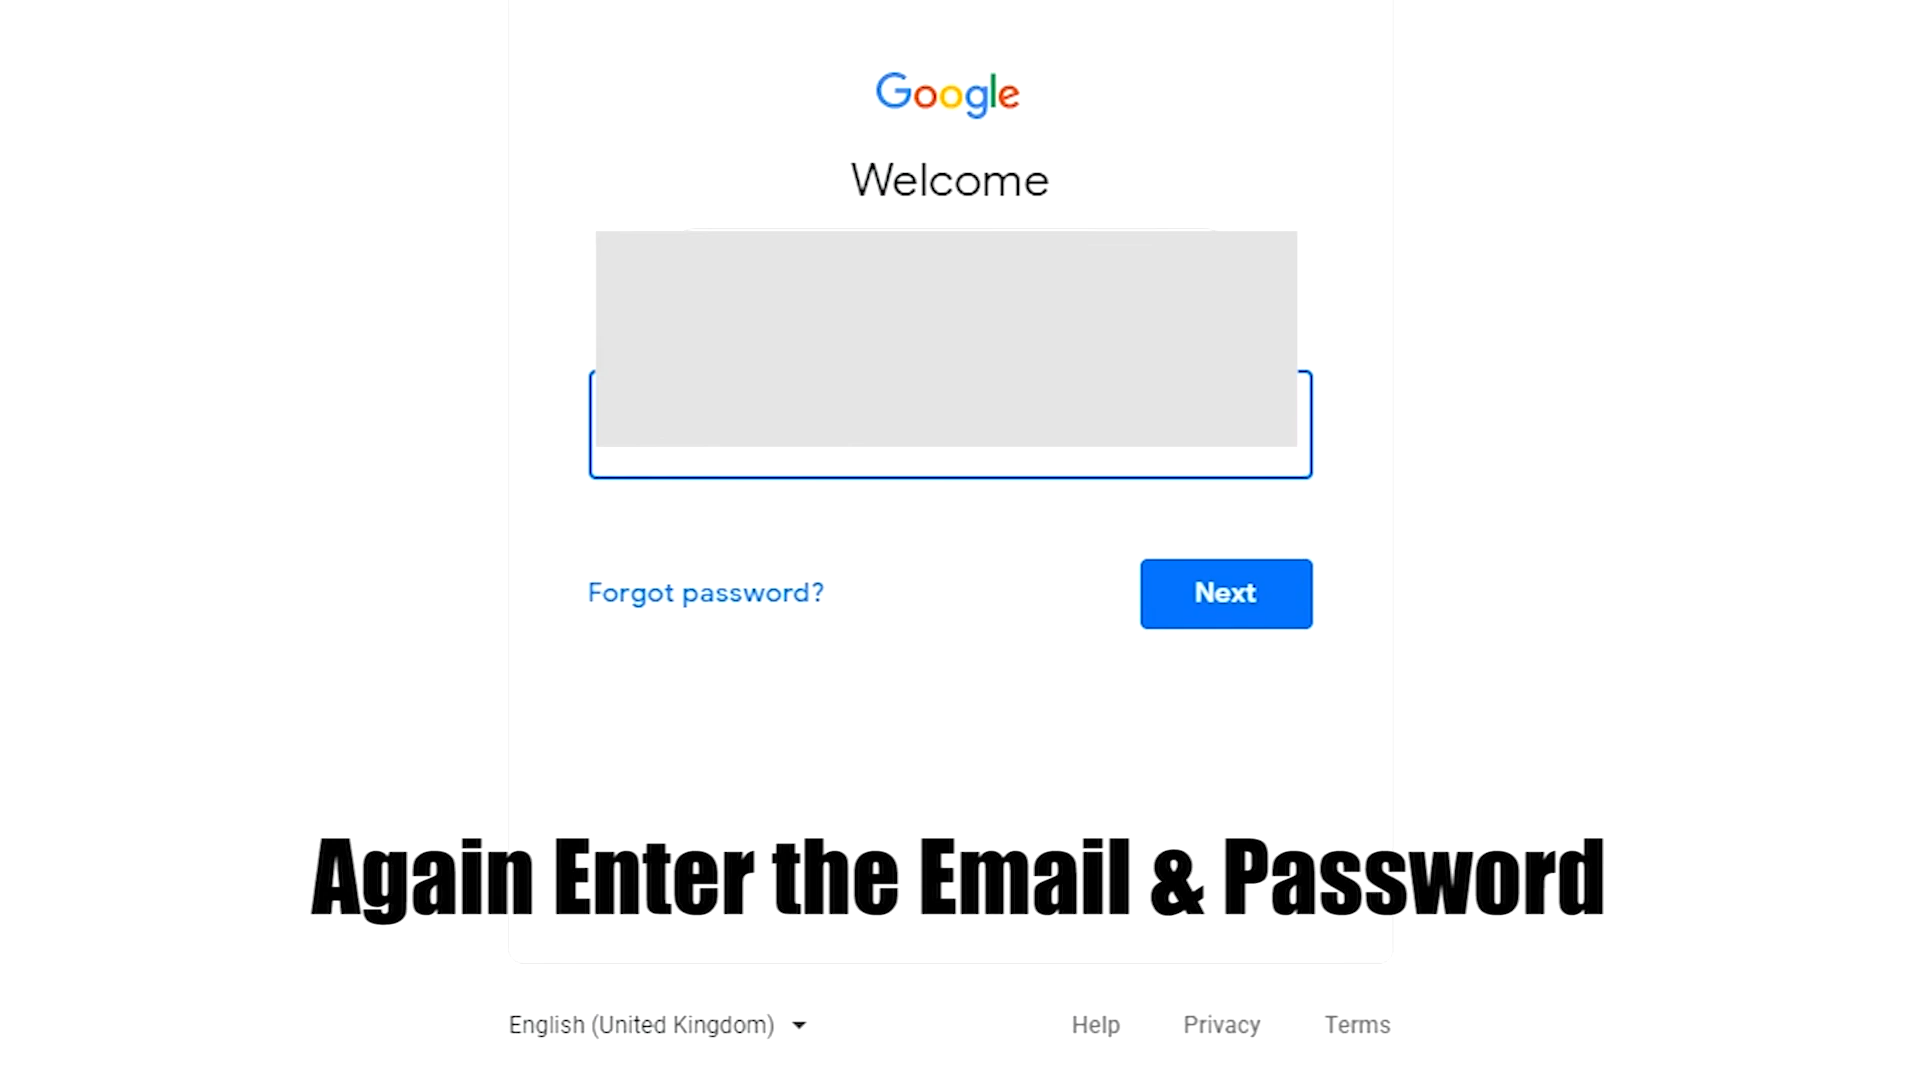 Google
Welcome
Forgot password?
Next
Again Enter the Email & Password
English (United Kingdom)
Help
Privacy
Terms